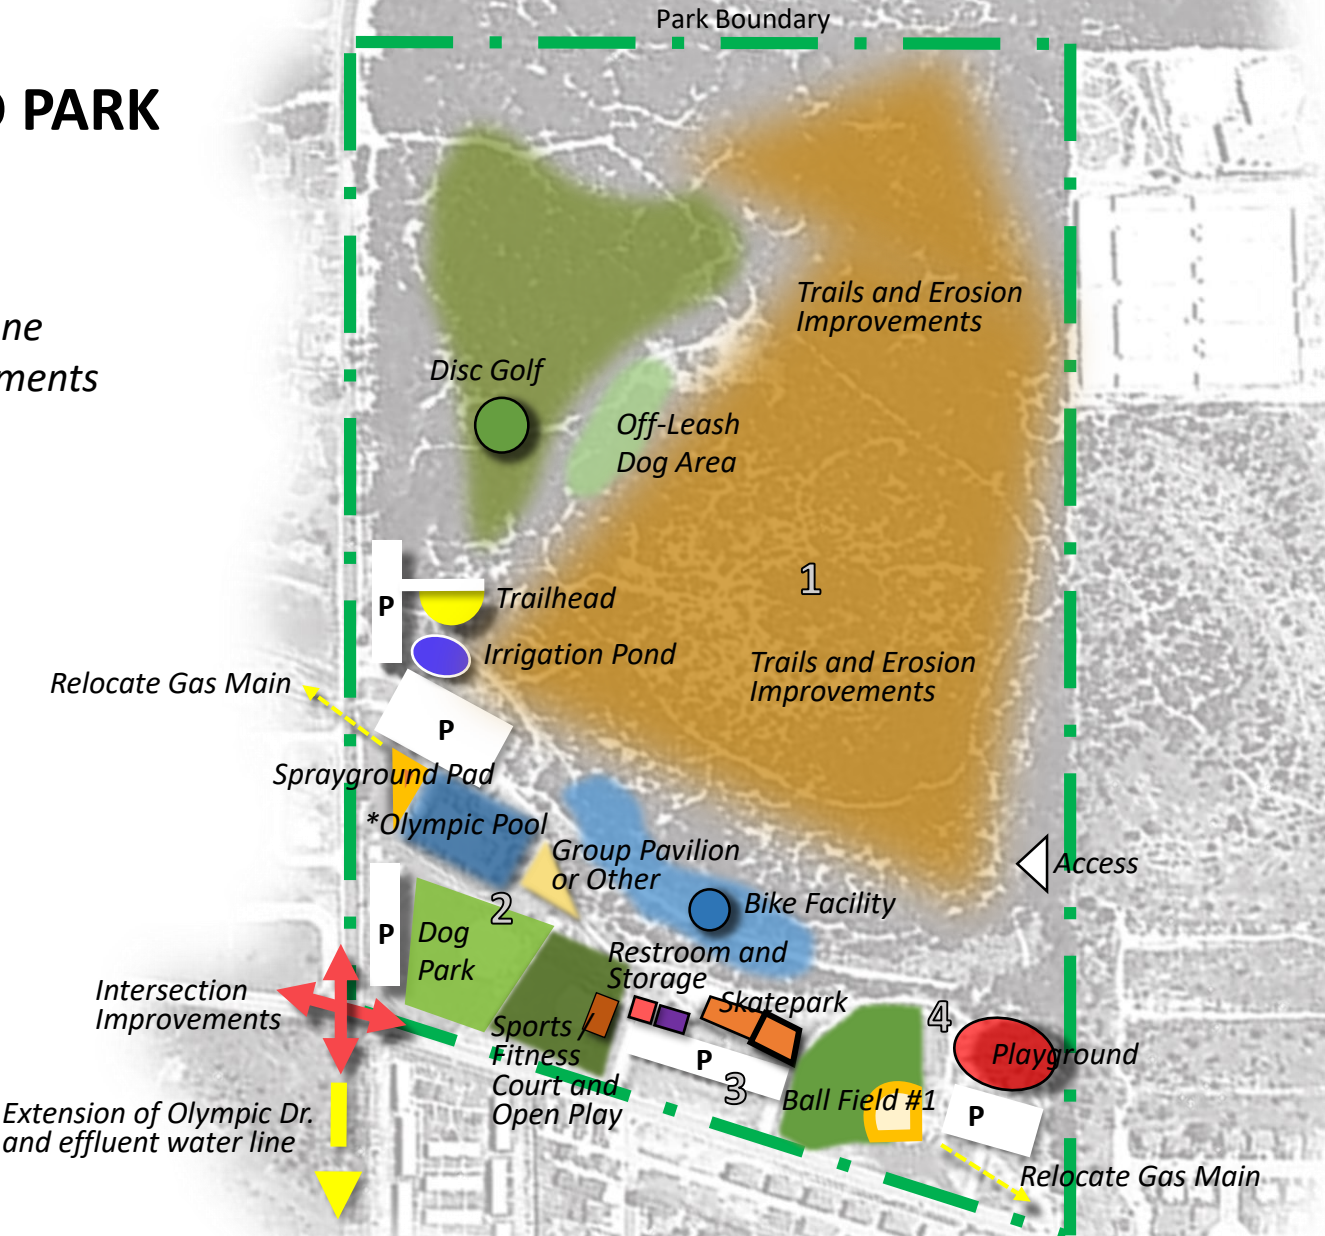 Park Boundary
PARK
ne
ments
Trails and Erosion
Improvements
Disc Golf
Off-Leash
Dog Area
1
P
Trailhead
Irrigation Pond
Trails and Erosion
Improvements
Relocate Gas Main
P
Sprayground Pad
*Olympic Pool
Group Pavilion
or Other
Access
2
Bike Facility
P
Dog
Park
Restroom and
Storage
Skatepark
Intersection
Improvements
4
Sports /
Fitness
Court and
Open Play
P
3
Playground
Ball Field #1
P
Extension of Olympic Dr.
and effluent water line
Relocate Gas Main